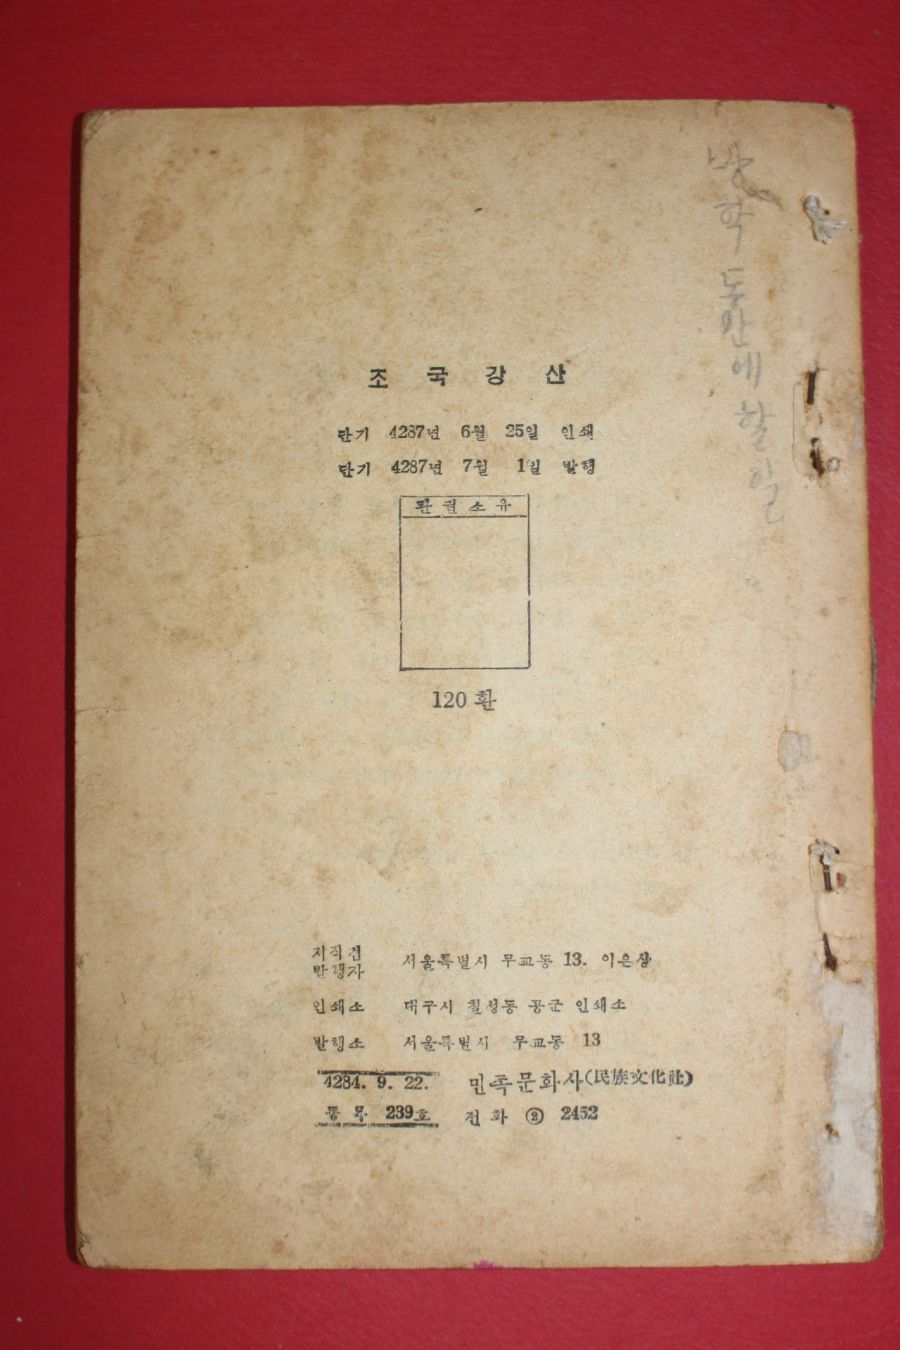 조국강산
단기 4287년 6월 25일 인쇄
단기 4287년 7월 1일 발행
판권소유
120 환
저작겸
발행자 서울특별시 무교동 13. 이은상
인쇄소 대구시 칠성동 공군 인쇄소
발행소 서울특별시 무교동 13
4284. 9. 22. 민족문화사(民族文化社)
239호 전화 ② 2452
방학 동안에 할 일